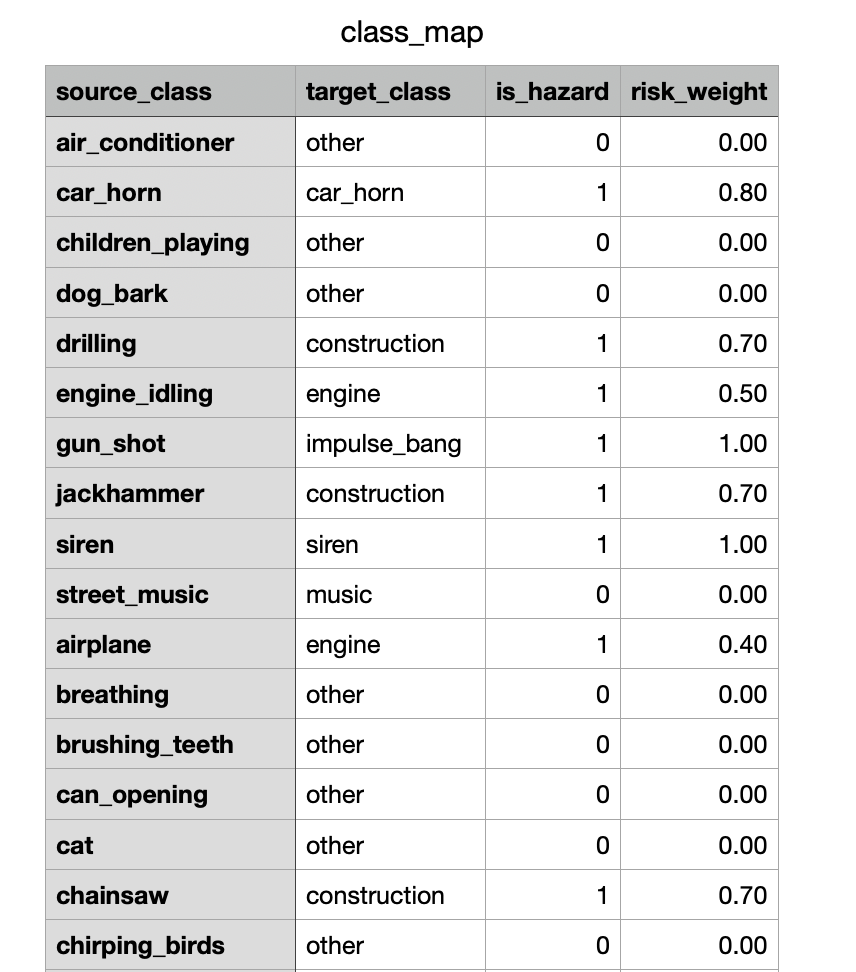 class_map
source_class target_class is_hazard risk_weight
air_conditioner other 0 0.00
car_horn car_horn 1 0.80
children_playing other 0 0.00
dog_bark other 0 0.00
drilling construction 1 0.70
engine_idling engine 1 0.50
gun_shot impulse_bang 1 1.00
jackhammer construction 1 0.70
siren siren 1 1.00
street_music music 0 0.00
airplane engine 1 0.40
breathing other 0 0.00
brushing_teeth other 0 0.00
can_opening other 0 0.00
cat other 0 0.00
chainsaw construction 1 0.70
chirping_birds other 0 0.00